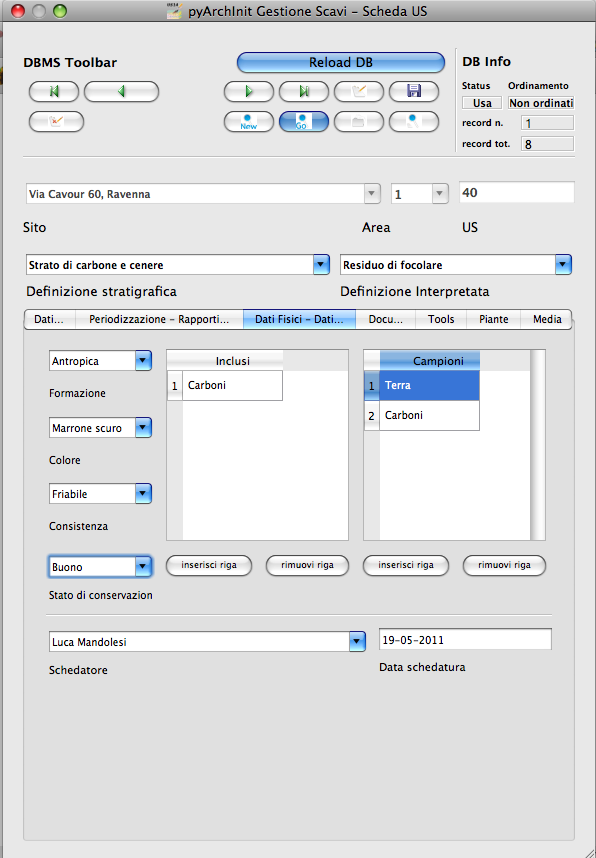 pyArchInit Gestione Scavi - Scheda US
DBMS Toolbar
Reload DB
DB Info
Status
Ordinamento
Usa
Non ordinati
record n.
1
record tot.
8
New
Go
Via Cavour 60, Ravenna
1
40
Sito
Area
US
Strato di carbone e cenere
Residuo di focolare
Definizione stratigrafica
Definizione Interpretata
Dati...
Periodizzazione - Rapporti...
Dati Fisici - Dati...
Docu...
Tools
Piante
Media
Antropica
Formazione
Marrone scuro
Colore
Friabile
Consistenza
Buono
Stato di conservazion
Inclusi
1 Carboni
Campioni
1 Terra
2 Carboni
inserisci riga
rimuovi riga
inserisci riga
rimuovi riga
Luca Mandolesi
Schedatore
19-05-2011
Data schedatura